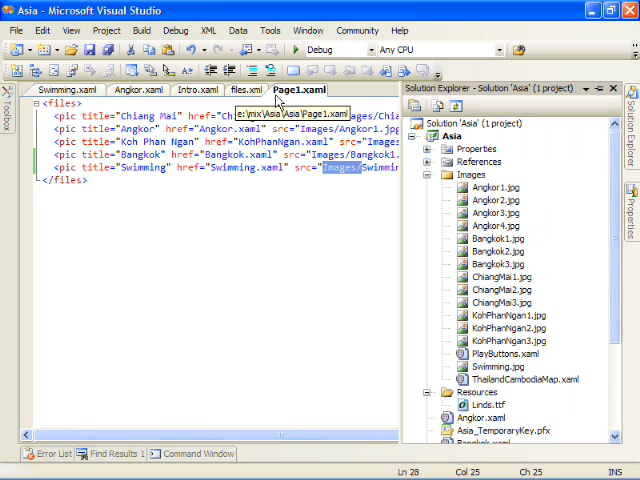 Asia - Microsoft Visual Studio
File Edit View Project Build Debug XML Data Tools Window Community Help
Debug Any CPU
Swimming.xaml Angkor.xaml Intro.xaml files.xml Page1.xaml
Solution Explorer - Solution 'Asia' (1 project)
e:\mix\Asia\Asia\Page1.xaml
<files>
<pic title="Chiang Mai" href="Ch images/Chi
<pic title="Angkor" href="Angkor.xaml" src="Images/Angkor1.jpg
<pic title="Koh Phan Ngan" href="KohPhanNgan.xaml" src="Images
<pic title="Bangkok" href="Bangkok.xaml" src="Images/Bangkok1.
<pic title="Swimming" href="Swimming.xaml" src="Images/Swimmin
</files>
Toolbox
Solution 'Asia' (1 project)
Asia
Properties
References
Images
Angkor1.jpg
Angkor2.jpg
Angkor3.jpg
Angkor4.jpg
Bangkok1.jpg
Bangkok2.jpg
Bangkok3.jpg
ChiangMai1.jpg
ChiangMai2.jpg
ChiangMai3.jpg
KohPhanNgan1.jpg
KohPhanNgan2.jpg
KohPhanNgan3.jpg
PlayButtons.xaml
Swimming.jpg
ThailandCambodiaMap.xaml
Resources
Linds.ttf
Angkor.xaml
Asia_TemporaryKey.pfx
Bangkok.xaml
Solution Explorer
Properties
Error List Find Results 1 Command Window
Ln 28 Col 25 Ch 25 INS